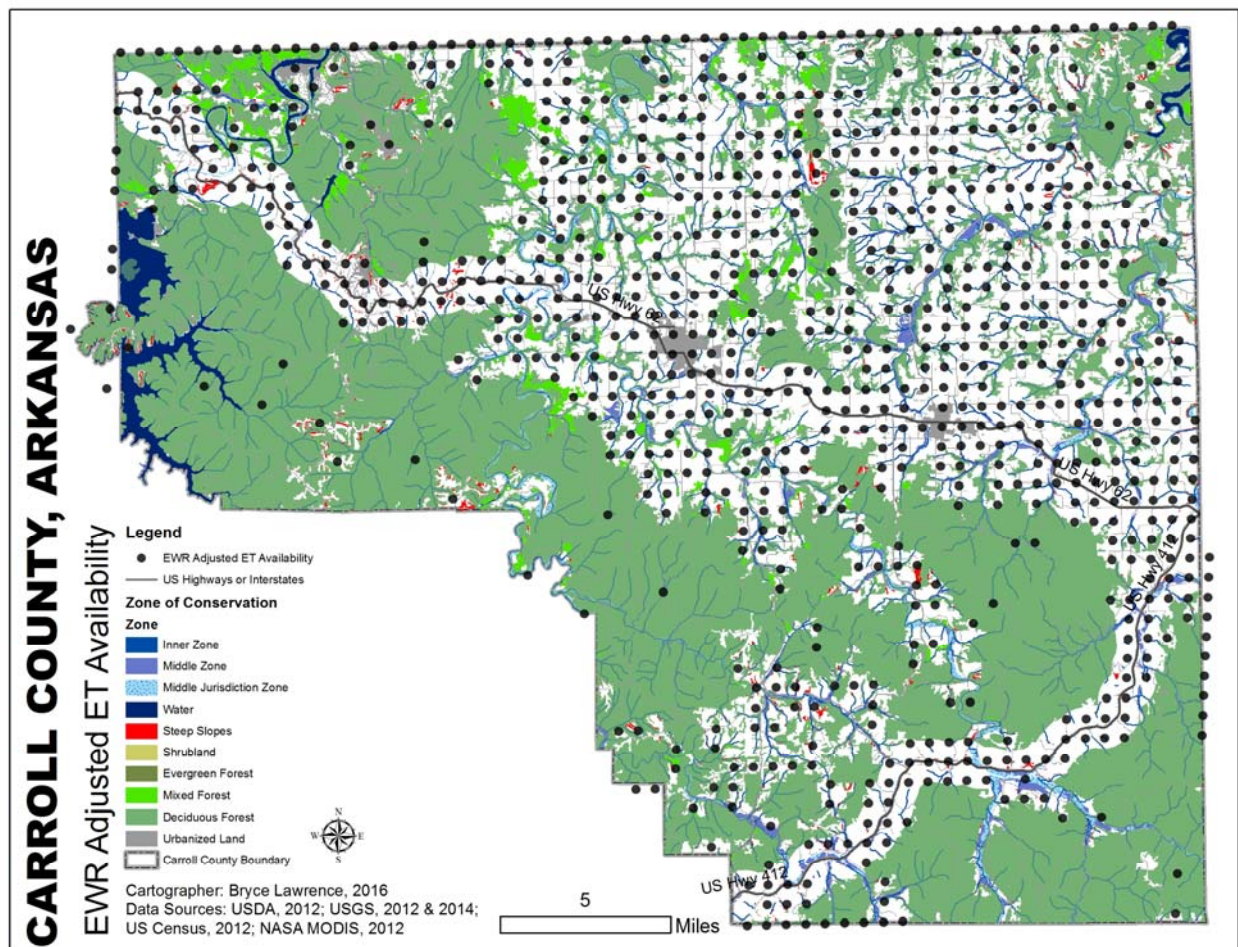 CARROLL COUNTY, ARKANSAS
EWR Adjusted ET Availability
US Hwy 62
US Hwy 62
US Hwy 412
Legend
EWR Adjusted ET Availability
US Highways or Interstates
Zone of Conservation
Zone
Inner Zone
Middle Zone
Middle Jurisdiction Zone
Water
Steep Slopes
Shrubland
Evergreen Forest
Mixed Forest
Deciduous Forest
Urbanized Land
Carroll County Boundary
N
W
E
S
Cartographer: Bryce Lawrence, 2016
Data Sources: USDA, 2012; USGS, 2012 & 2014;
US Census, 2012; NASA MODIS, 2012
5
Miles
US Hwy 412